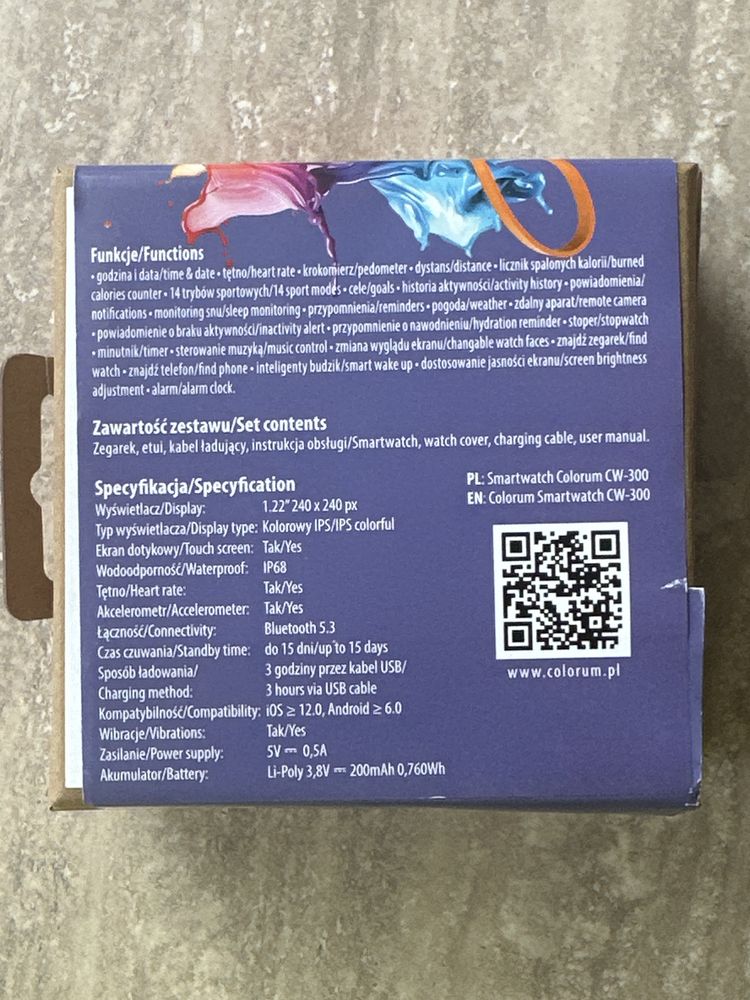 Funkcje/Functions
• godzina i data/time & date • tętno/heart rate • krokomierz/pedometer • dystans/distance • licznik spalonych kalorii/burned
calories counter • 14 trybów sportowych/14 sport modes • cele/goals • historia aktywności/activity history • powiadomienia/
notifications • monitoring snu/sleep monitoring • przypomnienia/reminders • pogoda/weather • zdalny aparat/remote camera
• powiadomienie o braku aktywności/inactivity alert • przypomnienie o nawodnieniu/hydration reminder • stoper/stopwatch
• minutnik/timer • sterowanie muzyką/music control • zmiana wyglądu ekranu/changable watch faces • znajdź zegarek/find
watch • znajdź telefon/find phone • inteligenty budzik/smart wake up • dostosowanie jasności ekranu/screen brightness
adjustment • alarm/alarm clock.
Zawartość zestawu/Set contents
Zegarek, etui, kabel ładujący, instrukcja obsługi/Smartwatch, watch cover, charging cable, user manual.
Specyfikacja/Specyfication
Wyświetlacz/Display: 1.22” 240 x 240 px
Typ wyświetlacza/Display type: Kolorowy IPS/IPS colorful
Ekran dotykowy/Touch screen: Tak/Yes
Wodoodporność/Waterproof: IP68
Tętno/Heart rate: Tak/Yes
Akcelerometr/Accelerometer: Tak/Yes
Łączność/Connectivity: Bluetooth 5.3
Czas czuwania/Standby time: do 15 dni/up to 15 days
Sposób ładowania/ 3 godziny przez kabel USB/
Charging method: 3 hours via USB cable
Kompatybilność/Compatibility: iOS ≥ 12.0, Android ≥ 6.0
Wibracje/Vibrations: Tak/Yes
Zasilanie/Power supply: 5V ⎓ 0,5A
Akumulator/Battery: Li-Poly 3,8V ⎓ 200mAh 0,760Wh
PL: Smartwatch Colorum CW-300
EN: Colorum Smartwatch CW-300
www.colorum.pl